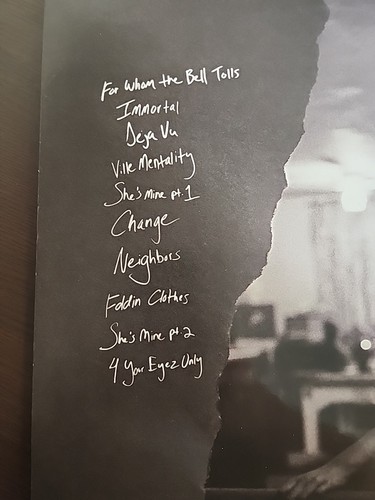 For Whom the Bell Tolls
Immortal
Deja Vu
Ville Mentality
She's Mine pt. 1
Change
Neighbors
Foldin Clothes
She's Mine pt. 2
4 Your Eyez Only